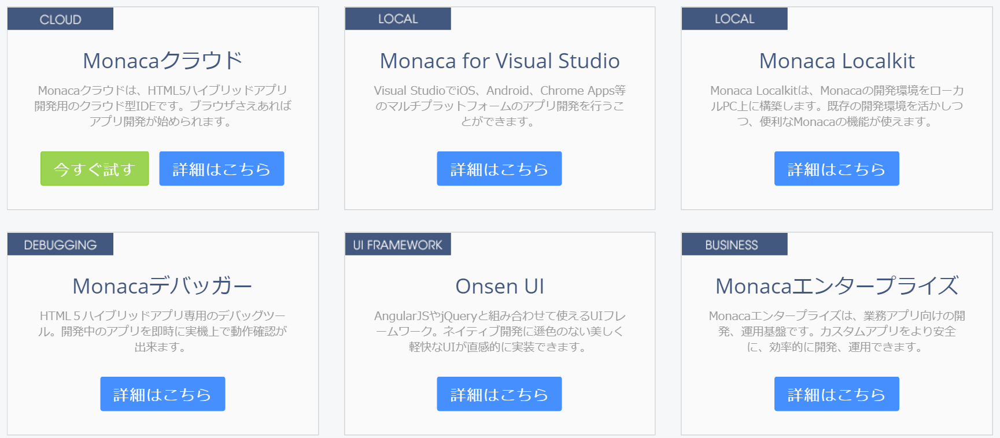 CLOUD
Monacaクラウド
Monacaクラウドは、HTML5ハイブリッドアプリ
開発用のクラウド型IDEです。ブラウザさえあれば
アプリ開発が始められます。
今すぐ試す
詳細はこちら
LOCAL
Monaca for Visual Studio
Visual StudioでiOS、Android、Chrome Apps等
のマルチプラットフォームのアプリ開発を行うこ
とができます。
詳細はこちら
LOCAL
Monaca Localkit
Monaca Localkitは、Monacaの開発環境をローカ
ルPC上に構築します。既存の開発環境を活かしつ
つ、便利なMonacaの機能が使えます。
詳細はこちら
DEBUGGING
Monacaデバッガー
HTML５ハイブリッドアプリ専用のデバッグツー
ル。開発中のアプリを即時に実機上で動作確認が
出来ます。
詳細はこちら
UI FRAMEWORK
Onsen UI
AngularJSやjQueryと組み合わせて使えるUIフレ
ームワーク。ネイティブ開発に遜色のない美しく
軽快なUIが直感的に実装できます。
詳細はこちら
BUSINESS
Monacaエンタープライズ
Monacaエンタープライズは、業務アプリ向けの開
発、運用基盤です。カスタムアプリをより安全
に、効率的に開発、運用できます。
詳細はこちら